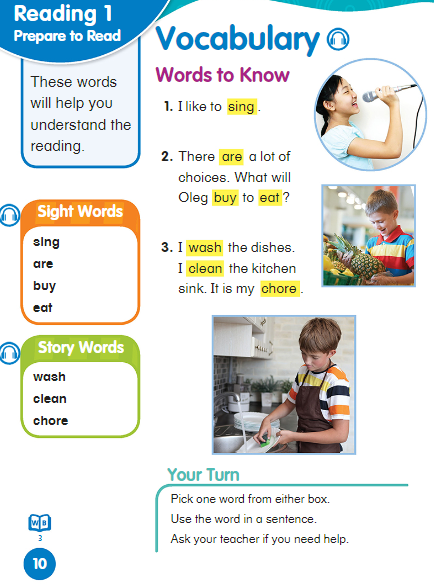 Reading 1
Prepare to Read
These words
will help you
understand the
reading.
Sight Words
sing
are
buy
eat
Story Words
wash
clean
chore
Vocabulary
Words to Know
1. I like to sing .
2. There are a lot of
choices. What will
Oleg buy to eat ?
3. I wash the dishes.
I clean the kitchen
sink. It is my chore .
Your Turn
Pick one word from either box.
Use the word in a sentence.
Ask your teacher if you need help.
W B
3
10